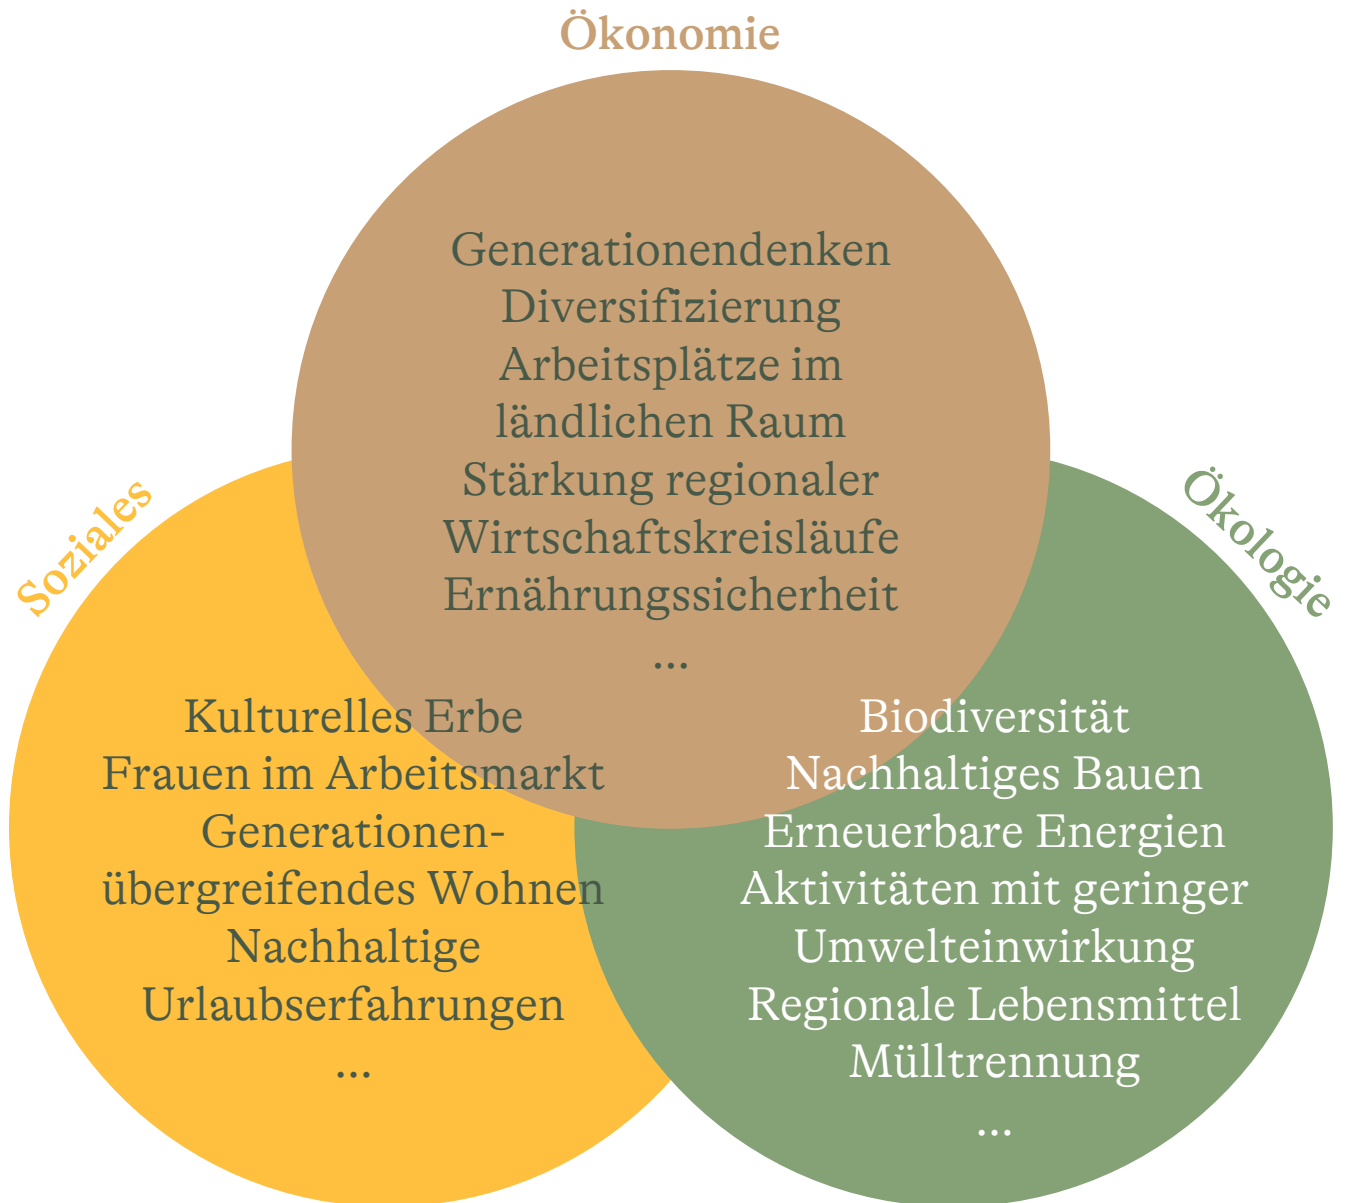 Ökonomie
Generationendenken
Diversifizierung
Arbeitsplätze im
ländlichen Raum
Stärkung regionaler
Wirtschaftskreisläufe
Ernährungssicherheit
...
Soziales
Kulturelles Erbe
Frauen im Arbeitsmarkt
Generationen-
übergreifendes Wohnen
Nachhaltige
Urlaubserfahrungen
...
Ökologie
Biodiversität
Nachhaltiges Bauen
Erneuerbare Energien
Aktivitäten mit geringer
Umwelteinwirkung
Regionale Lebensmittel
Mülltrennung
...